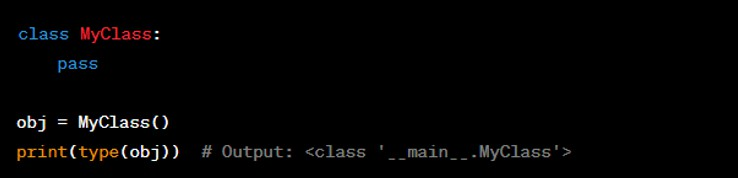 class MyClass:
    pass
obj = MyClass()
print(type(obj))  # Output: <class '__main__.MyClass'>